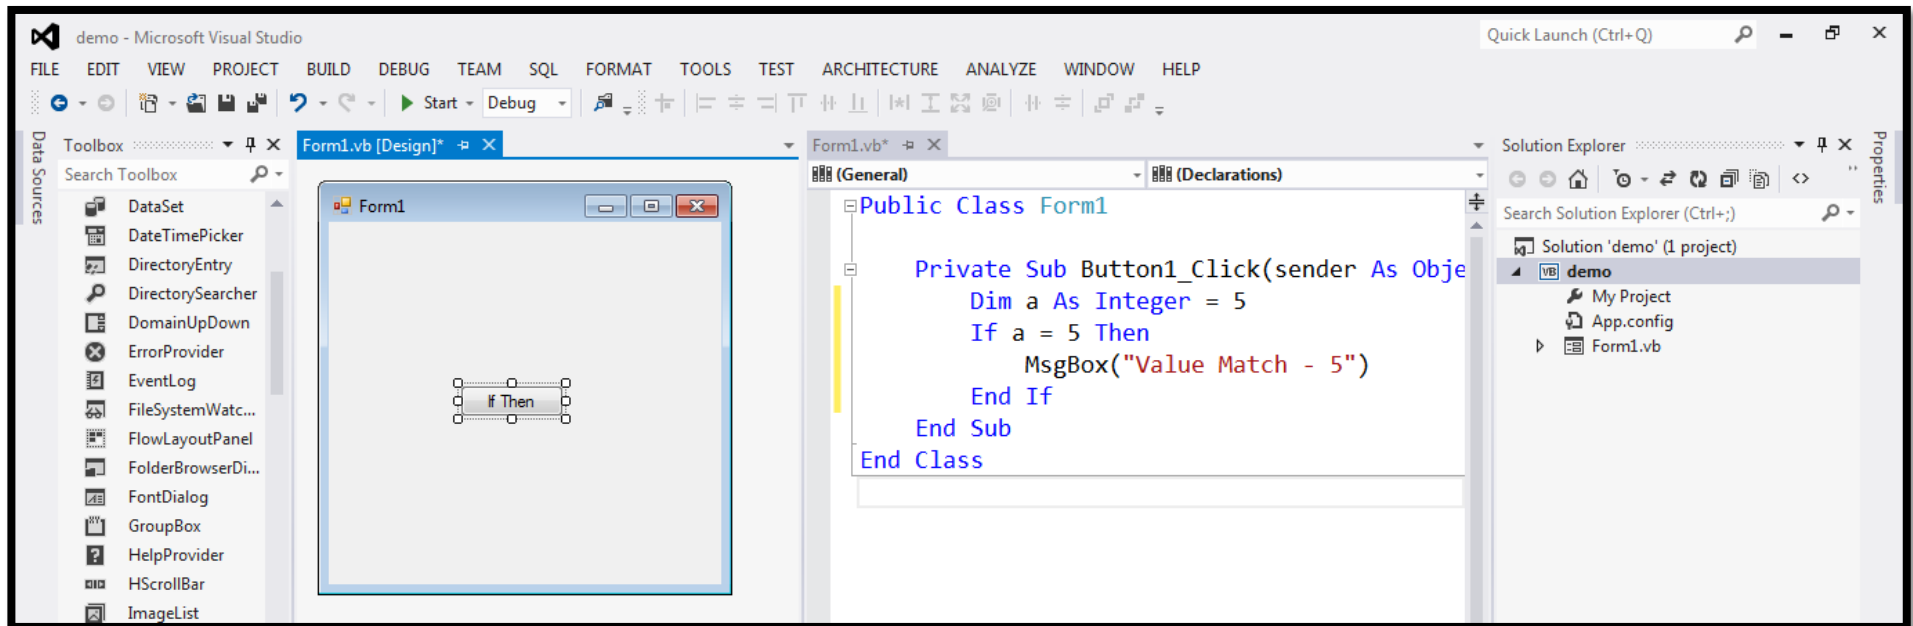 demo - Microsoft Visual Studio
Quick Launch (Ctrl+Q)
FILE EDIT VIEW PROJECT BUILD DEBUG TEAM SQL FORMAT TOOLS TEST ARCHITECTURE ANALYZE WINDOW HELP
Start Debug
Data Sources
Toolbox
Search Toolbox
DataSet
DateTimePicker
DirectoryEntry
DirectorySearcher
DomainUpDown
ErrorProvider
EventLog
FileSystemWatc...
FlowLayoutPanel
FolderBrowserDi...
FontDialog
GroupBox
HelpProvider
HScrollBar
ImageList
Form1.vb [Design]*
Form1
If Then
Form1.vb*
(General) (Declarations)
Public Class Form1
Private Sub Button1_Click(sender As Obje
Dim a As Integer = 5
If a = 5 Then
MsgBox("Value Match - 5")
End If
End Sub
End Class
Solution Explorer
Search Solution Explorer (Ctrl+;)
Solution 'demo' (1 project)
VB demo
My Project
App.config
Form1.vb
Properties